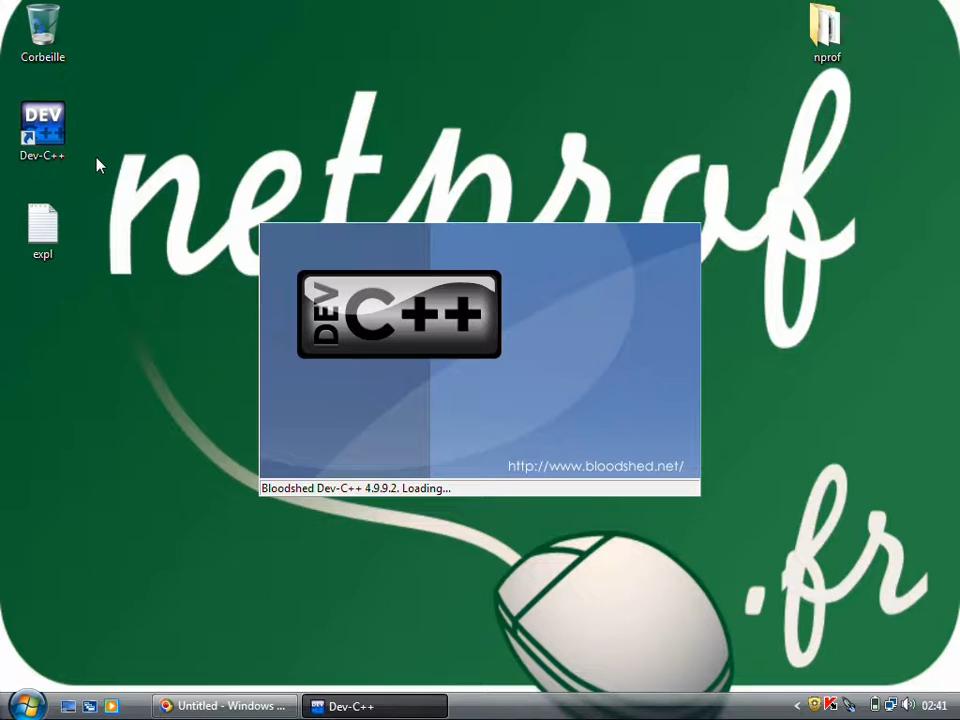 Corbeille
nprof
DEV
C++
Dev-C++
expl
netprof
.fr
DEV C++
http://www.bloodshed.net/
Bloodshed Dev-C++ 4.9.9.2. Loading...
Untitled - Windows ...
Dev-C++
02:41